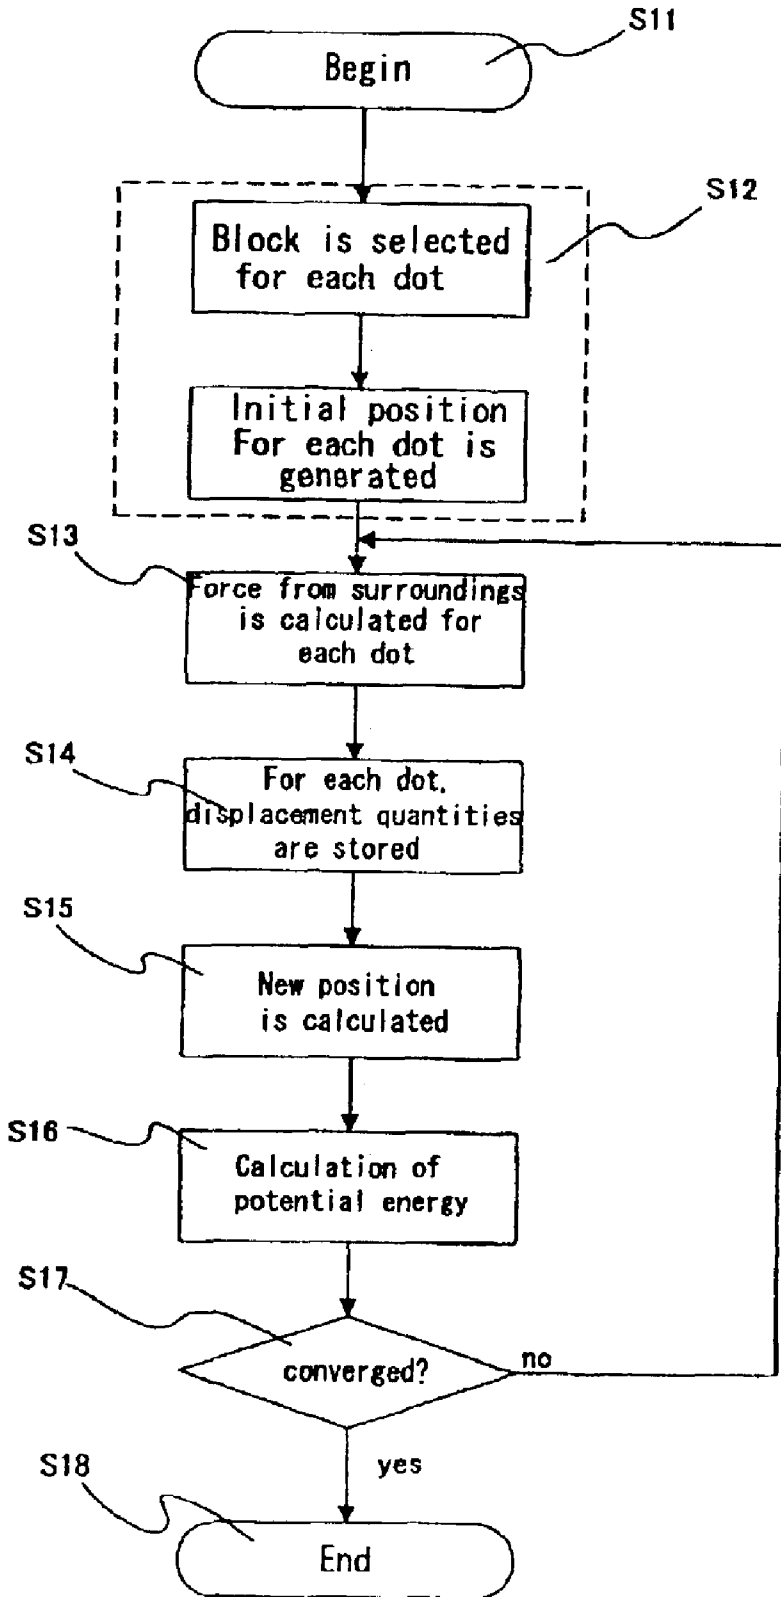 S11
Begin
S12
Block is selected
for each dot
Initial position
For each dot is
generated
S13
Force from surroundings
is calculated for
each dot
S14
For each dot.
displacement quantities
are stored
S15
New position
is calculated
S16
Calculation of
potential energy
S17
converged?
no
yes
S18
End